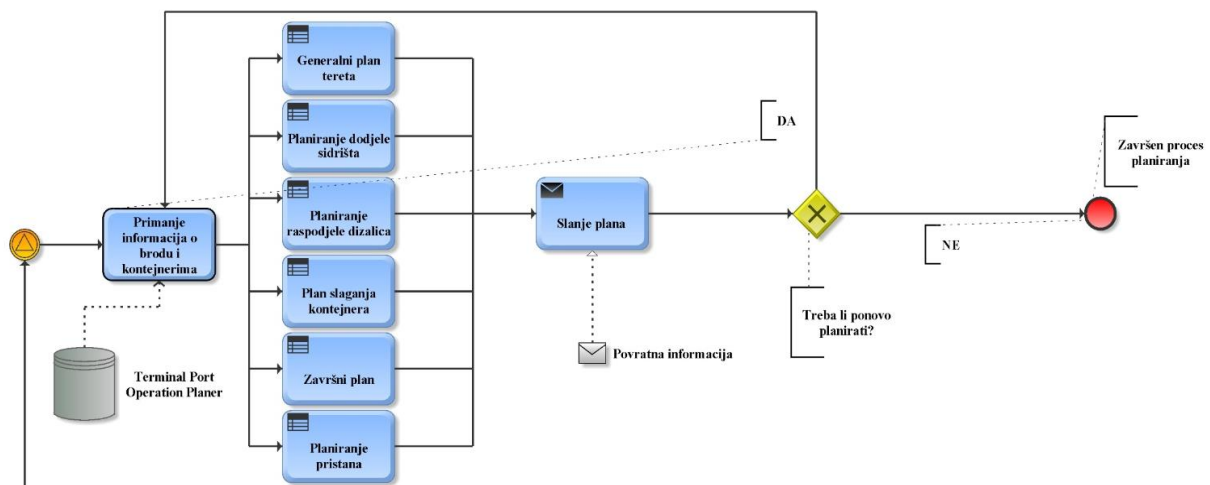 Generalni plan
tereta
Planiranje dodjele
sidrišta
Planiranje
raspodjele dizalica
Plan slaganja
kontejnera
Završni plan
Planiranje
pristana
Primanje
informacija o
brodu i
kontejnerima
Terminal Port
Operation Planer
Slanje plana
Povratna informacija
DA
Treba li ponovo
planirati?
NE
Završen proces
planiranja